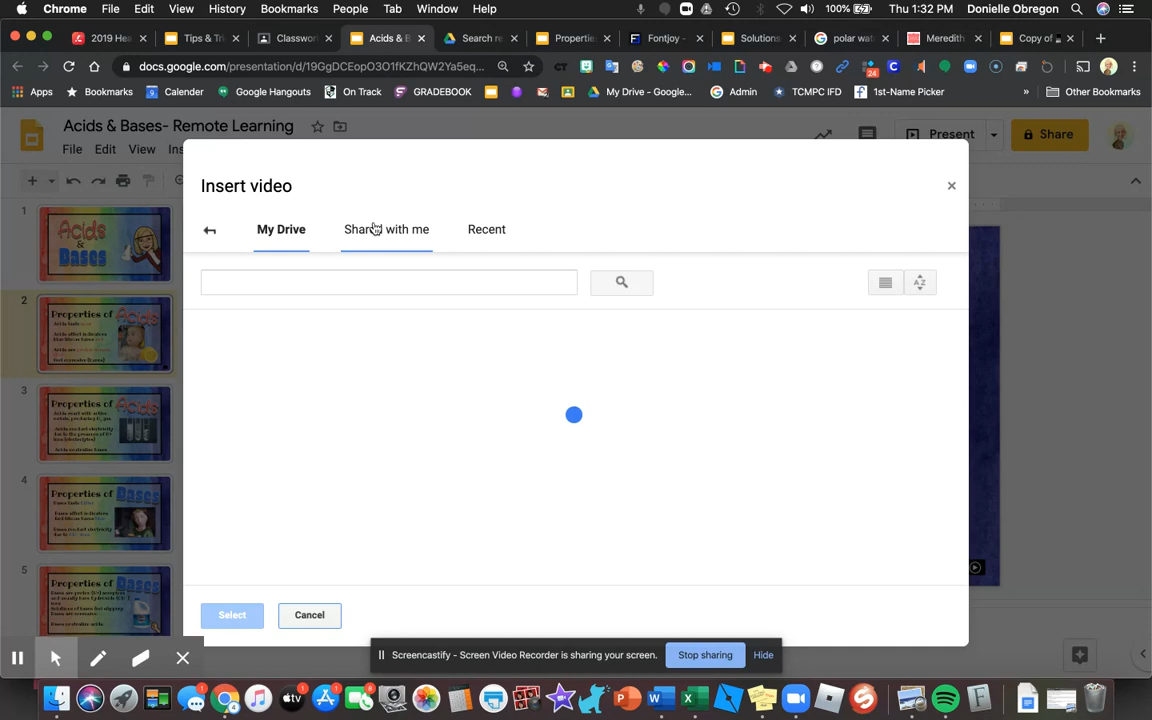 Chrome File Edit View History Bookmarks People Tab Window Help 100% Thu 1:32 PM Donielle Obregon
2019 Hea Tips & Tri Classwor Acids & B Search re Propertie Fontjoy - Solutions polar wat Meredith Copy of
docs.google.com/presentation/d/19GgDCEopO3O1fKZhQW2Ya5eq...
24
Apps Bookmarks Calender Google Hangouts On Track GRADEBOOK My Drive - Google... Admin TCMPC IFD 1st-Name Picker » Other Bookmarks
Acids & Bases- Remote Learning
File Edit View Ins
Present Share
Insert video
My Drive Shared with me Recent
1 Acids & Bases
2 Properties of Acids
3 Properties of Acids
4 Properties of Bases
5 Properties of Bases
Select Cancel
Screencastify - Screen Video Recorder is sharing your screen. Stop sharing Hide